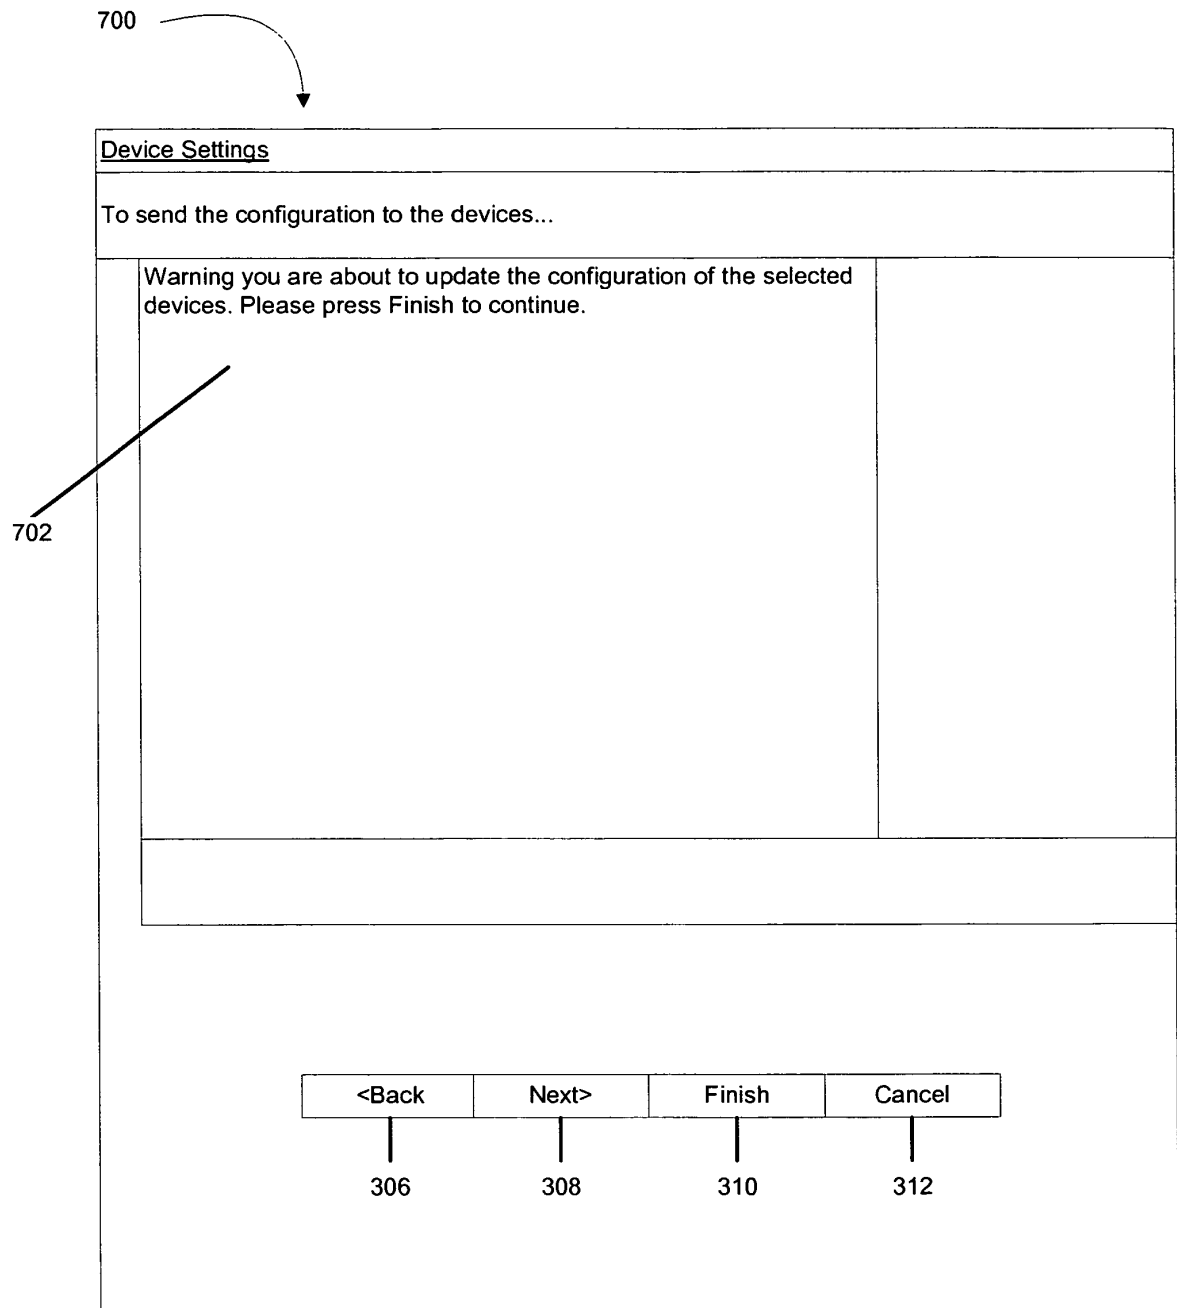 700
Device Settings
To send the configuration to the devices...
Warning you are about to update the configuration of the selected
devices. Please press Finish to continue.
702
<Back
Next>
Finish
Cancel
306
308
310
312